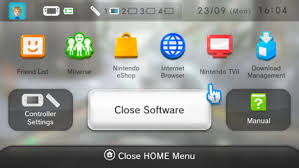 23/09 (Mon) 16:04
Friend List
Miiverse
Nintendo eShop
Internet Browser
Nintendo TVii
Download Management
Controller Settings
Close Software
Manual
Close HOME Menu